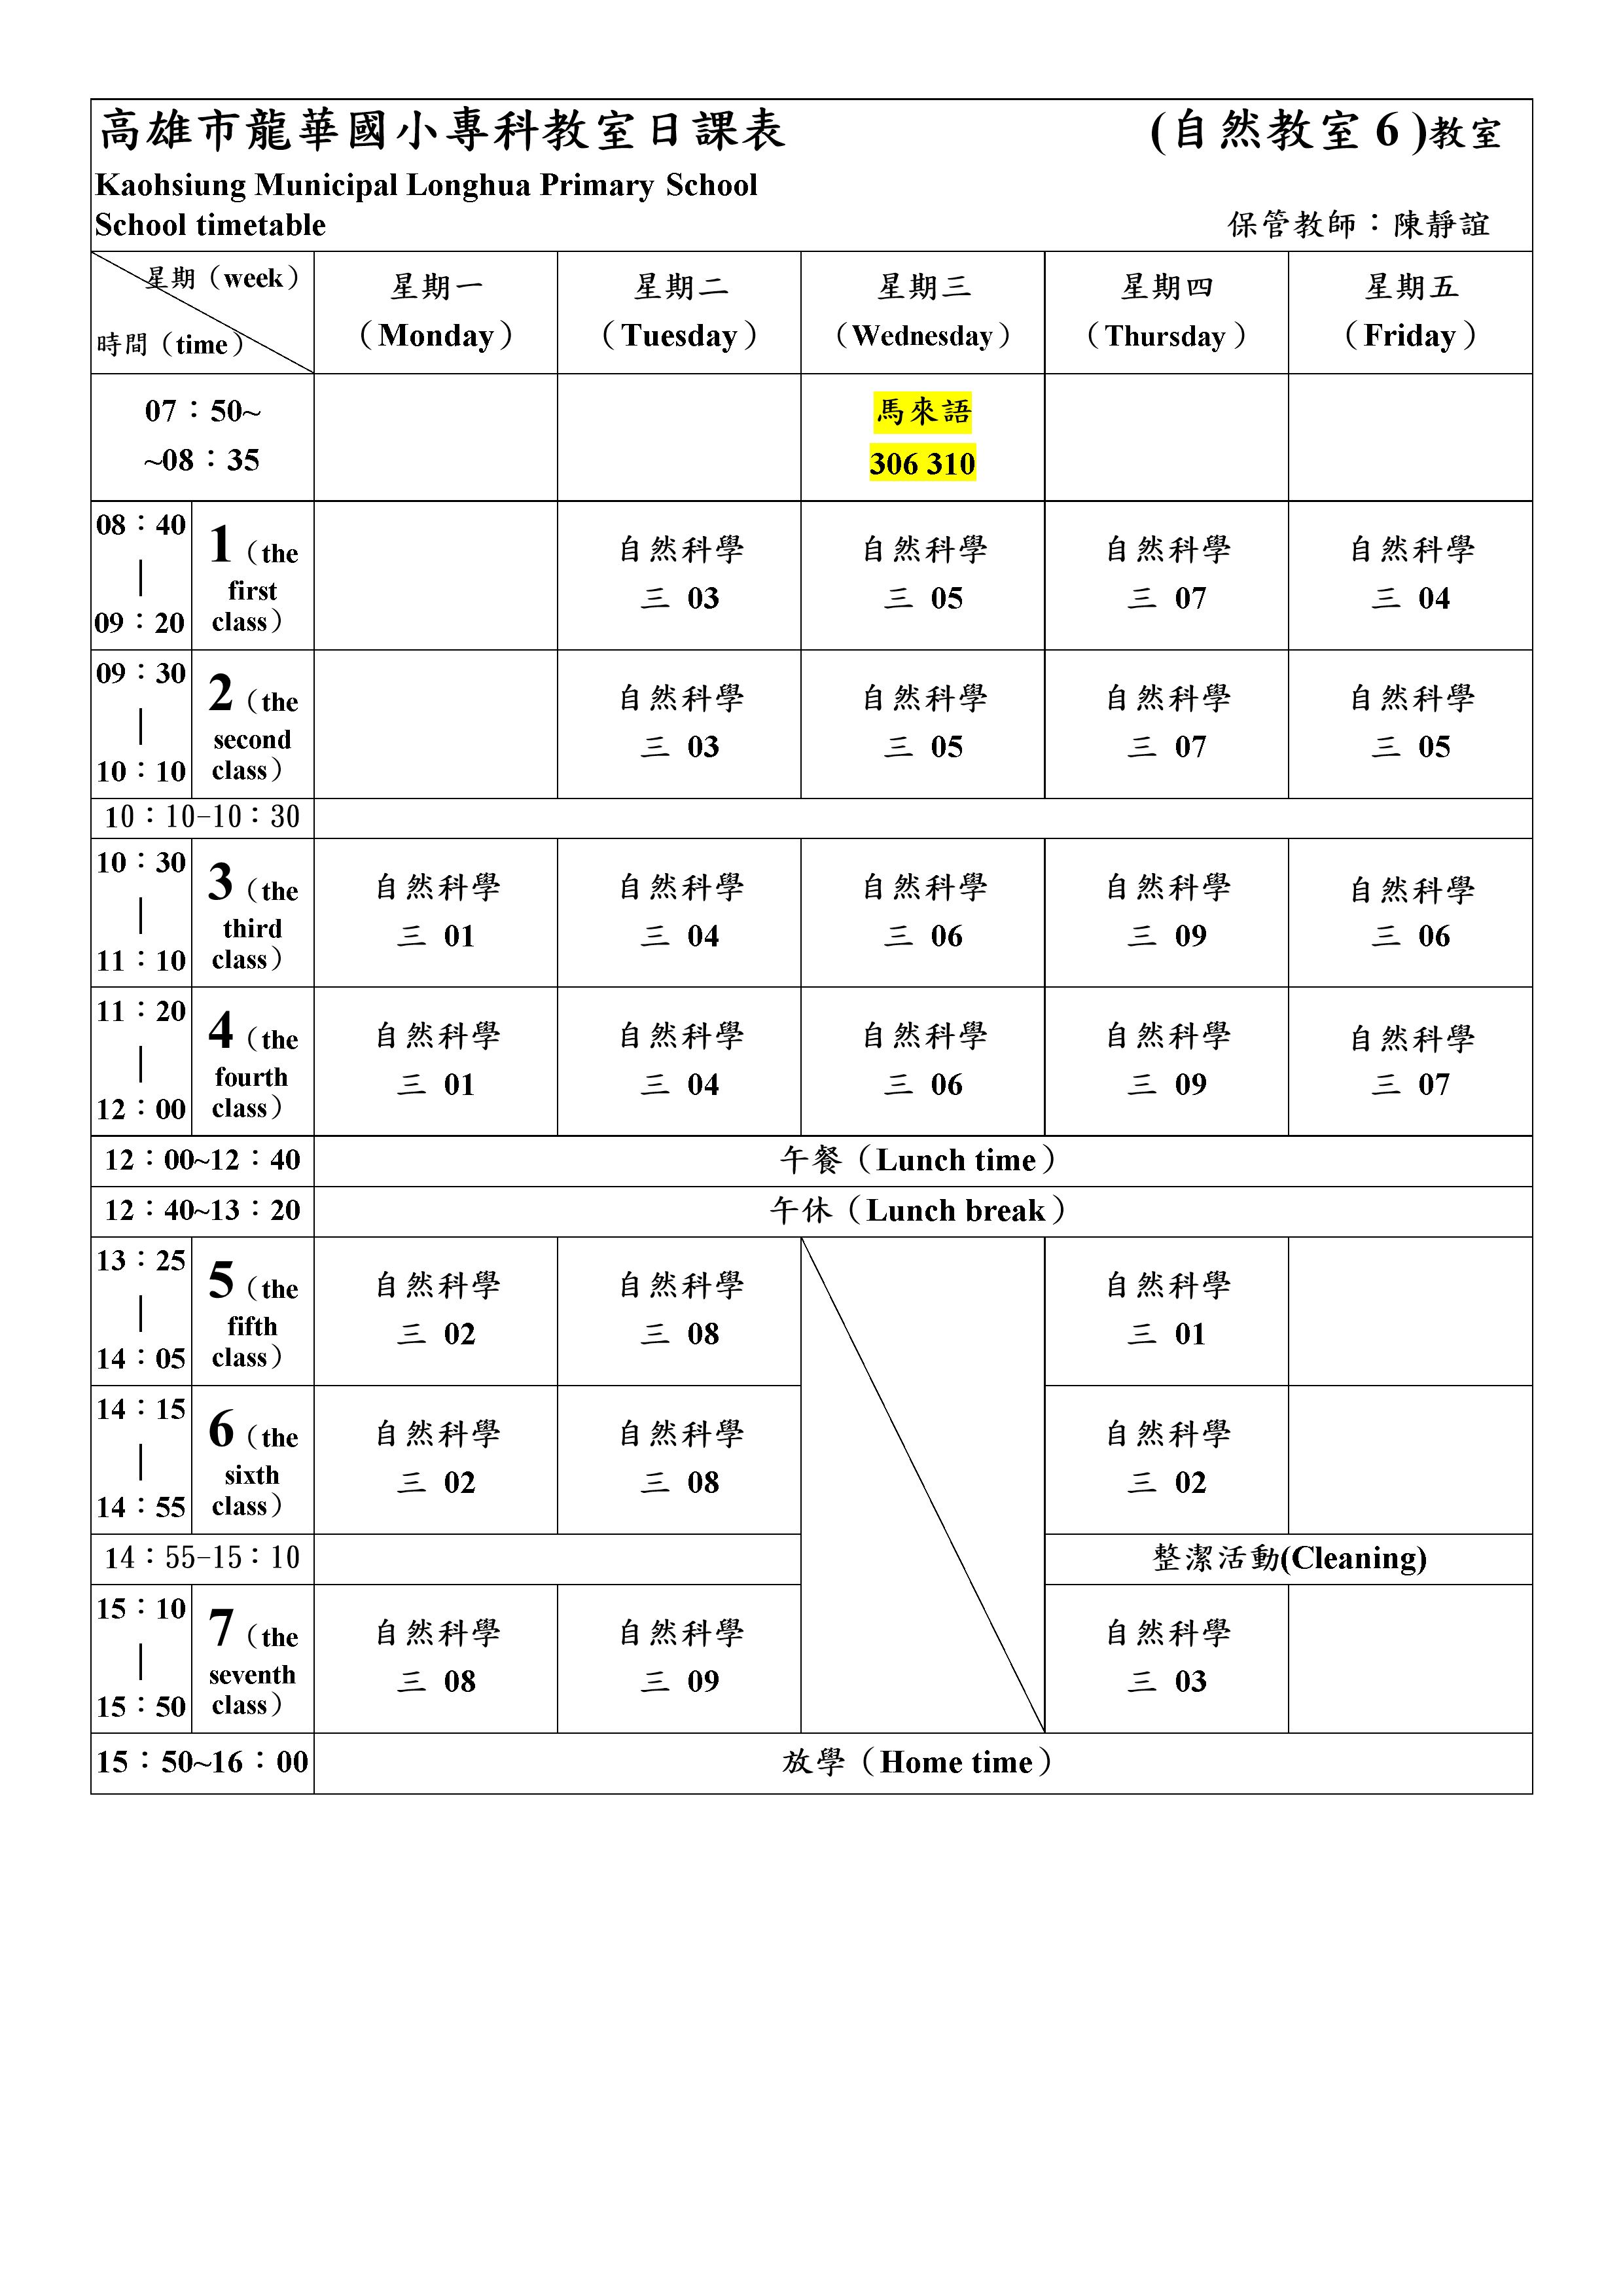 高雄市龍華國小專科教室日課表 (自然教室 6 )教室
Kaohsiung Municipal Longhua Primary School
School timetable 保管教師：陳靜誼
星期（week）
時間（time）
星期一
（Monday）
星期二
（Tuesday）
星期三
（Wednesday）
星期四
（Thursday）
星期五
（Friday）
07：50~
~08：35
馬來語
306 310
08：40
｜
09：20
1（the
first
class）
自然科學
三 03
自然科學
三 05
自然科學
三 07
自然科學
三 04
09：30
｜
10：10
2（the
second
class）
自然科學
三 03
自然科學
三 05
自然科學
三 07
自然科學
三 05
10：10-10：30
10：30
｜
11：10
3（the
third
class）
自然科學
三 01
自然科學
三 04
自然科學
三 06
自然科學
三 09
自然科學
三 06
11：20
｜
12：00
4（the
fourth
class）
自然科學
三 01
自然科學
三 04
自然科學
三 06
自然科學
三 09
自然科學
三 07
12：00~12：40
午餐（Lunch time）
12：40~13：20
午休（Lunch break）
13：25
｜
14：05
5（the
fifth
class）
自然科學
三 02
自然科學
三 08
自然科學
三 01
14：15
｜
14：55
6（the
sixth
class）
自然科學
三 02
自然科學
三 08
自然科學
三 02
14：55-15：10
整潔活動(Cleaning)
15：10
｜
15：50
7（the
seventh
class）
自然科學
三 08
自然科學
三 09
自然科學
三 03
15：50~16：00
放學（Home time）